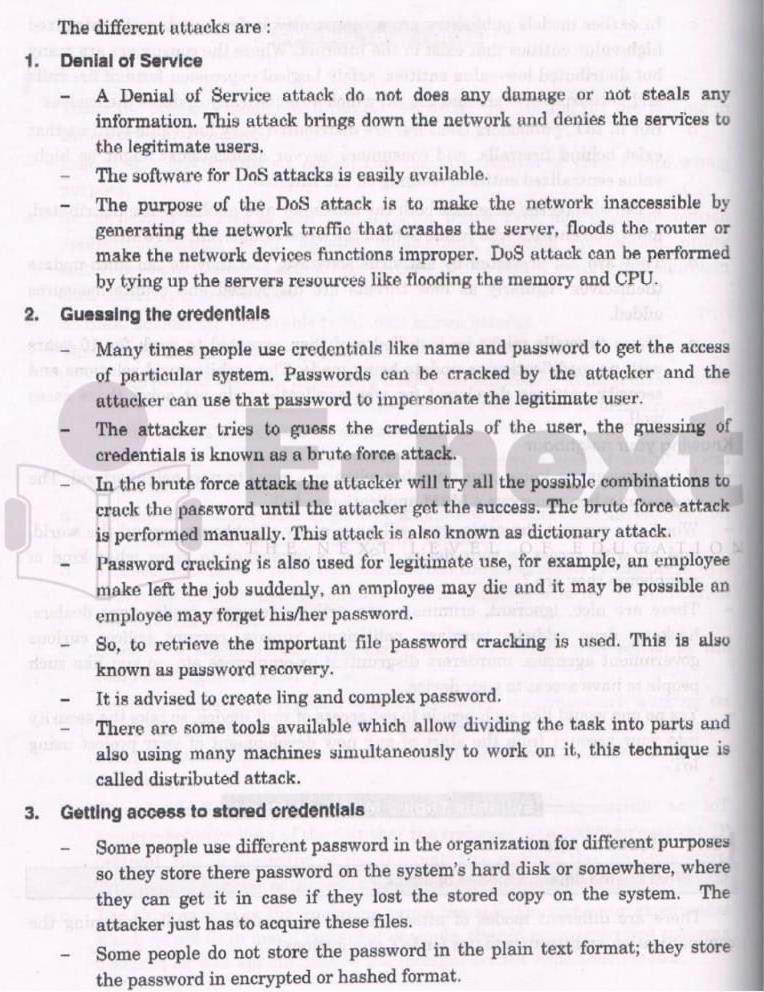 The different attacks are :
1. Denial of Service
– A Denial of Service attack do not does any damage or not steals any
information. This attack brings down the network and denies the services to
the legitimate users.
– The software for DoS attacks is easily available.
– The purpose of the DoS attack is to make the network inaccessible by
generating the network traffic that crashes the server, floods the router or
make the network devices functions improper. DoS attack can be performed
by tying up the servers resources like flooding the memory and CPU.
2. Guessing the credentials
– Many times people use credentials like name and password to get the access
of particular system. Passwords can be cracked by the attacker and the
attacker can use that password to impersonate the legitimate user.
– The attacker tries to guess the credentials of the user, the guessing of
credentials is known as a brute force attack.
– In the brute force attack the attacker will try all the possible combinations to
crack the password until the attacker get the success. The brute force attack
is performed manually. This attack is also known as dictionary attack.
– Password cracking is also used for legitimate use, for example, an employee
make left the job suddenly, an employee may die and it may be possible an
employee may forget his/her password.
– So, to retrieve the important file password cracking is used. This is also
known as password recovery.
– It is advised to create ling and complex password.
– There are some tools available which allow dividing the task into parts and
also using many machines simultaneously to work on it, this technique is
called distributed attack.
3. Getting access to stored credentials
– Some people use different password in the organization for different purposes
so they store there password on the system's hard disk or somewhere, where
they can get it in case if they lost the stored copy on the system. The
attacker just has to acquire these files.
– Some people do not store the password in the plain text format; they store
the password in encrypted or hashed format.
E-next
THE NEXT LEVEL OF EDUCATION